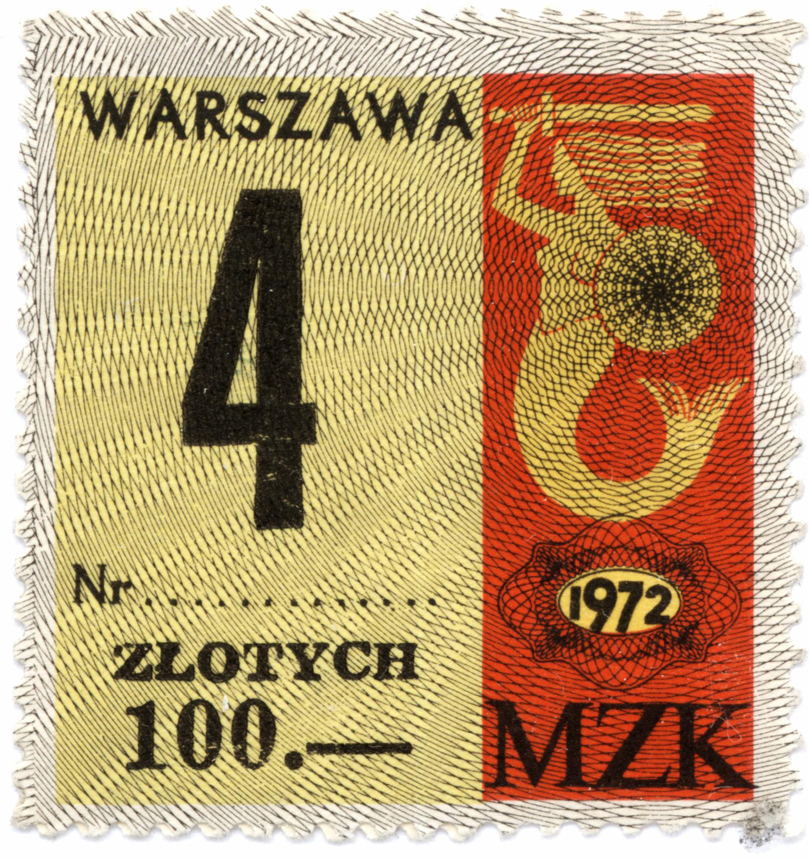 WARSZAWA
4
Nr..............
ZŁOTYCH
100.—
1972
MZK